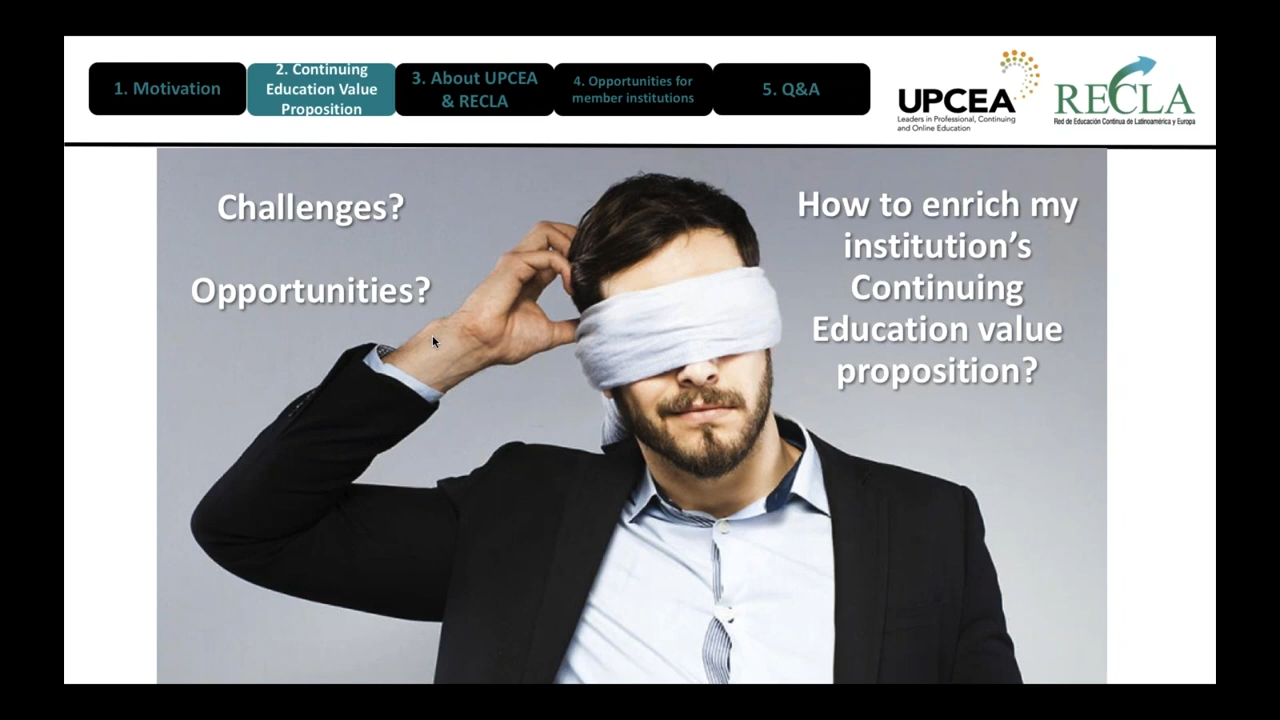 1. Motivation
2. Continuing
Education Value
Proposition
3. About UPCEA
& RECLA
4. Opportunities for
member institutions
5. Q&A
UPCEA
Leaders in Professional, Continuing
and Online Education
RECLA
Red de Educación Continua de Latinoamérica y Europa
Challenges?
Opportunities?
How to enrich my
institution’s
Continuing
Education value
proposition?